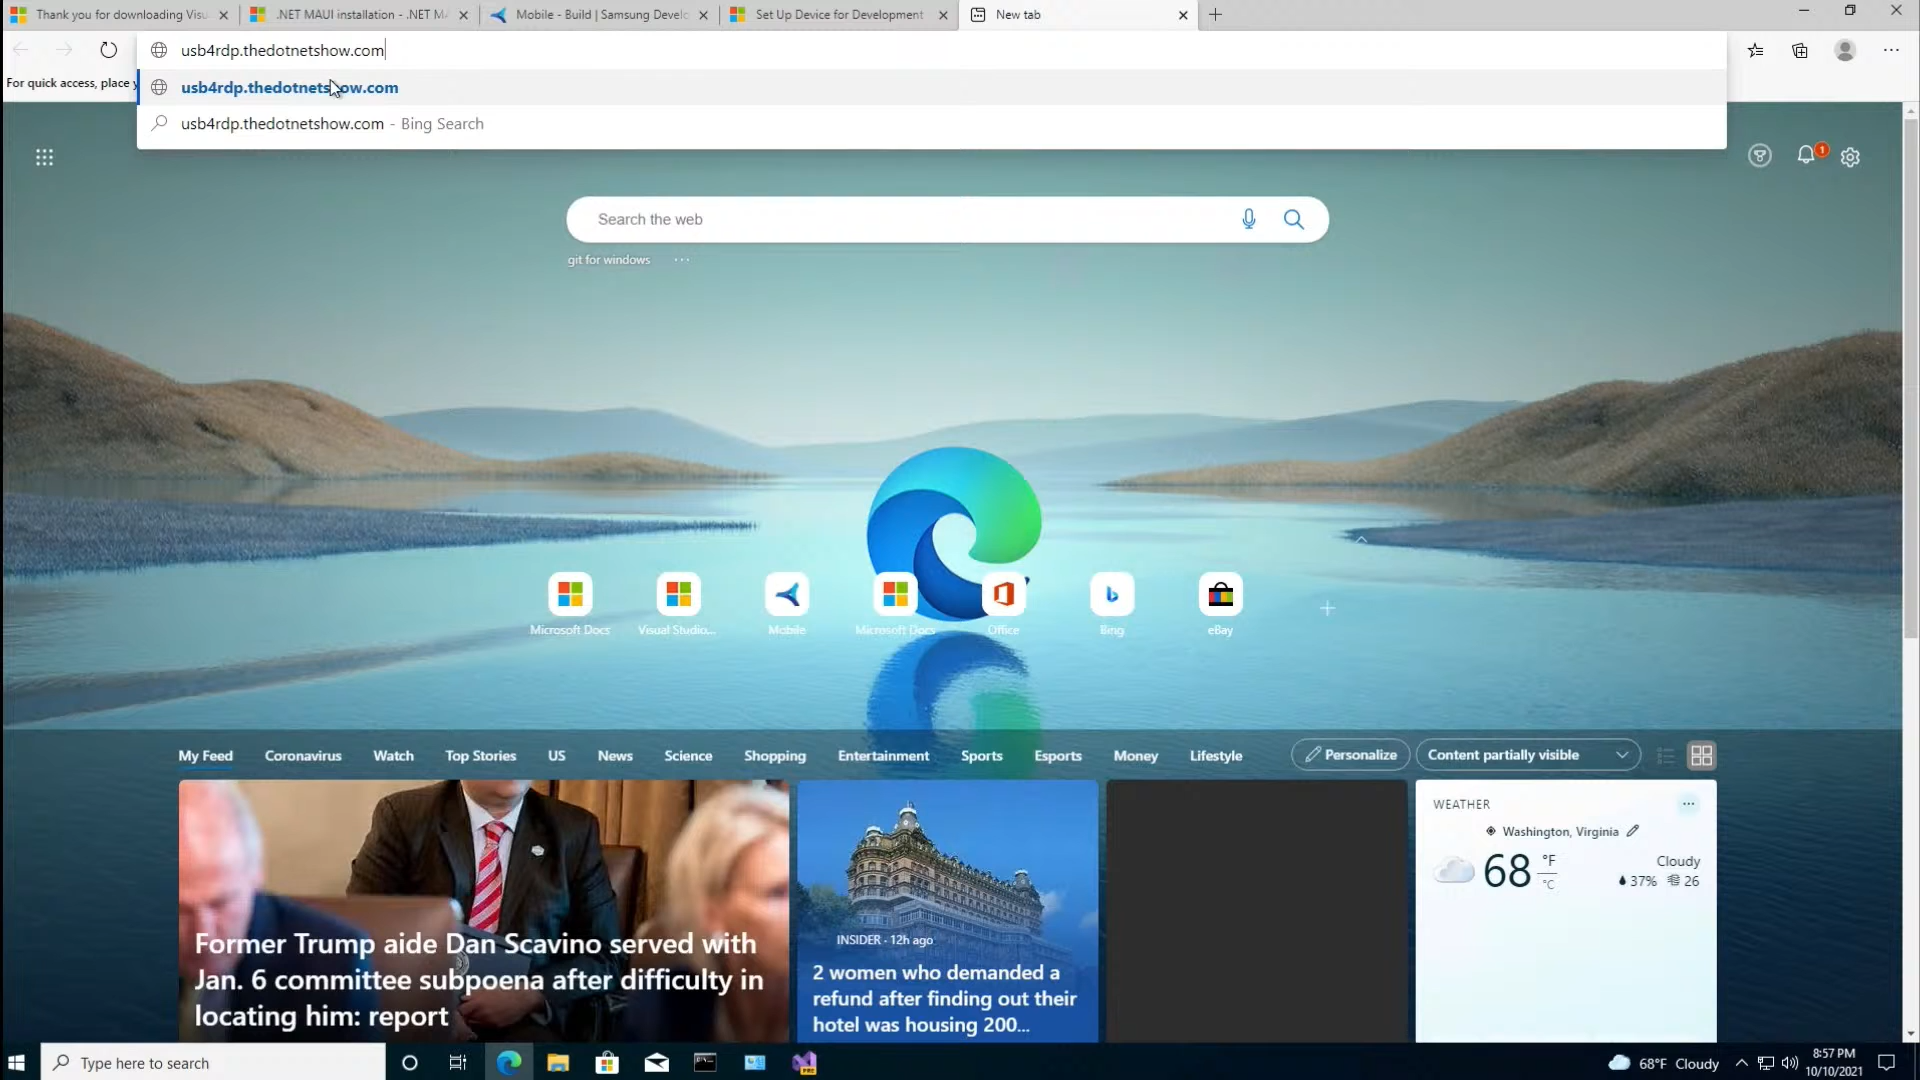 Thank you for downloading Visu
.NET MAUI installation - .NET MA
Mobile - Build | Samsung Develo
Set Up Device for Development
New tab
usb4rdp.thedotnetshow.com
For quick access, place y
usb4rdp.thedotnetshow.com
usb4rdp.thedotnetshow.com - Bing Search
1
Search the web
git for windows
Microsoft Docs
Visual Studio...
Mobile
Microsoft Docs
Office
Bing
eBay
My Feed
Coronavirus
Watch
Top Stories
US
News
Science
Shopping
Entertainment
Sports
Esports
Money
Lifestyle
Personalize
Content partially visible
Former Trump aide Dan Scavino served with
Jan. 6 committee subpoena after difficulty in
locating him: report
INSIDER · 12h ago
2 women who demanded a
refund after finding out their
hotel was housing 200...
WEATHER
Washington, Virginia
68
°F
°C
Cloudy
37%
26
Type here to search
68°F Cloudy
8:57 PM
10/10/2021